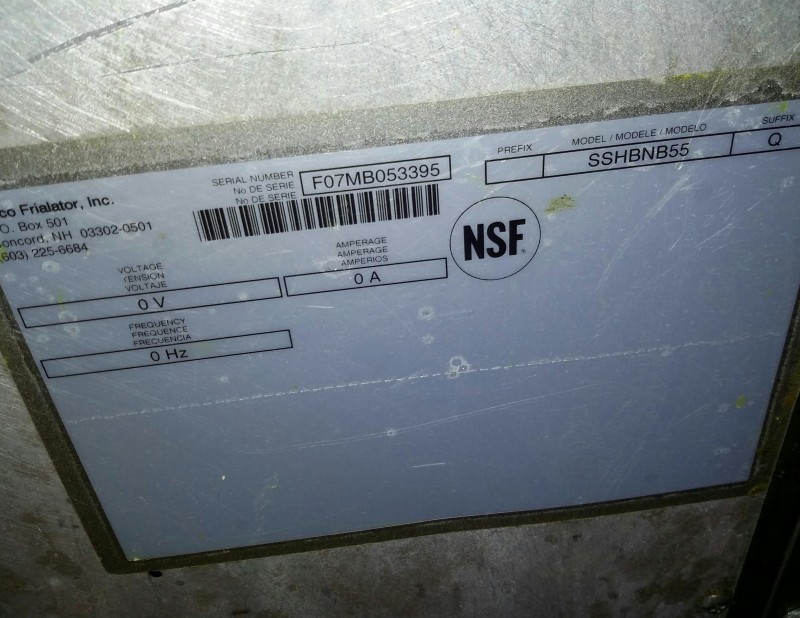 co Frialator, Inc.
O. Box 501
oncord, NH 03302-0501
(603) 225-6684
SERIAL NUMBER
No DE SÉRIE
No DE SERIE
F07MB053395
PREFIX
MODEL / MODELE / MODELO
SUFFIX
SSHBNB55
Q
NSF®
VOLTAGE
TENSION
VOLTAJE
0 V
AMPERAGE
AMPERAGE
AMPERIOS
0 A
FREQUENCY
FREQUENCE
FRECUENCIA
0 Hz